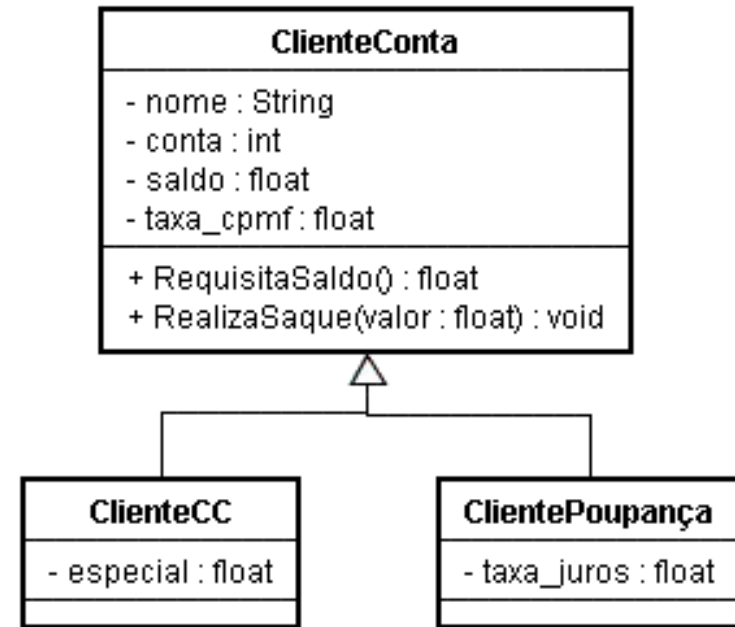 ClienteConta
- nome : String
- conta : int
- saldo : float
- taxa_cpmf : float
+ RequisitaSaldo() : float
+ RealizaSaque(valor : float) : void
ClienteCC
- especial : float
ClientePoupança
- taxa_juros : float